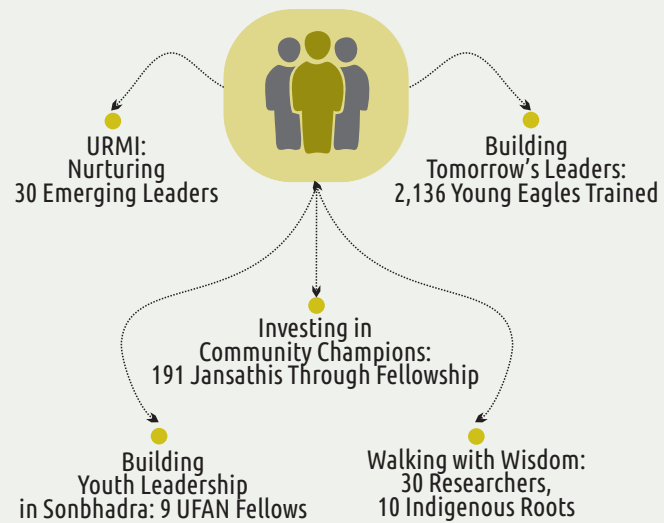 URMI:
Nurturing
30 Emerging Leaders
Building
Tomorrow's Leaders:
2,136 Young Eagles Trained
Investing in
Community Champions:
191 Jansathis Through Fellowship
Building
Youth Leadership
in Sonbhadra: 9 UFAN Fellows
Walking with Wisdom:
30 Researchers,
10 Indigenous Roots